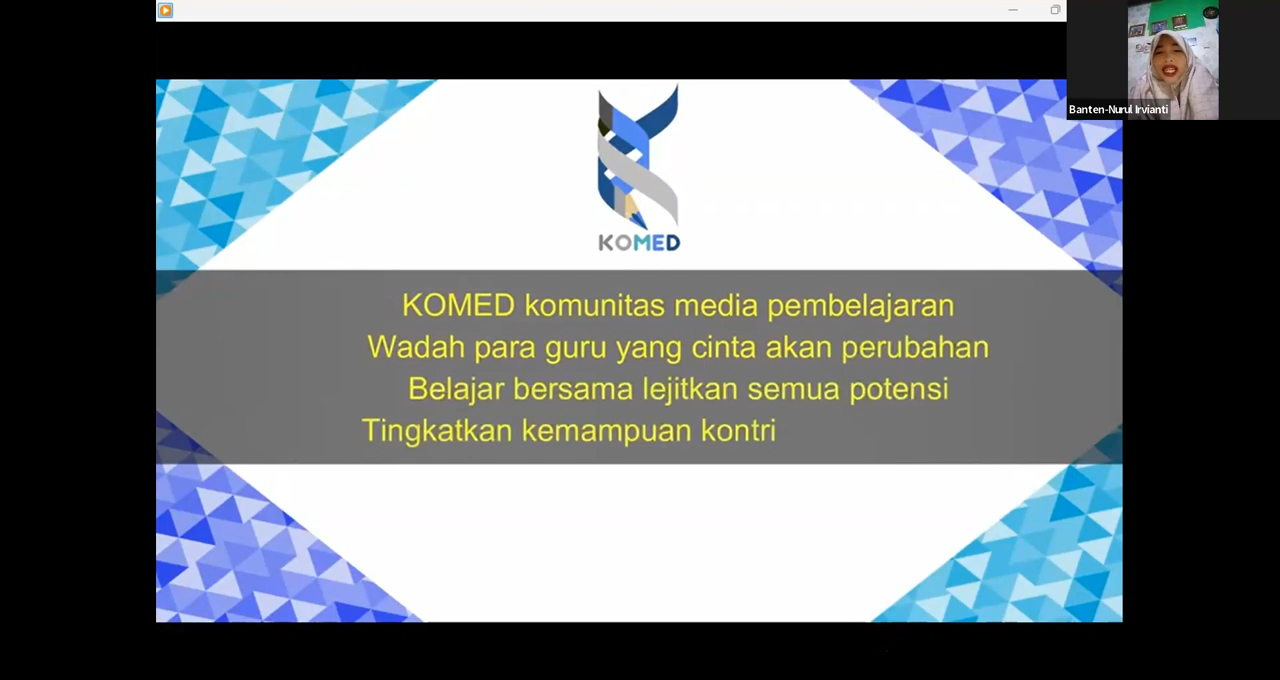 Banten-Nurul Irvianti
KOMED
KOMED komunitas media pembelajaran
Wadah para guru yang cinta akan perubahan
Belajar bersama lejitkan semua potensi
Tingkatkan kemampuan kontri